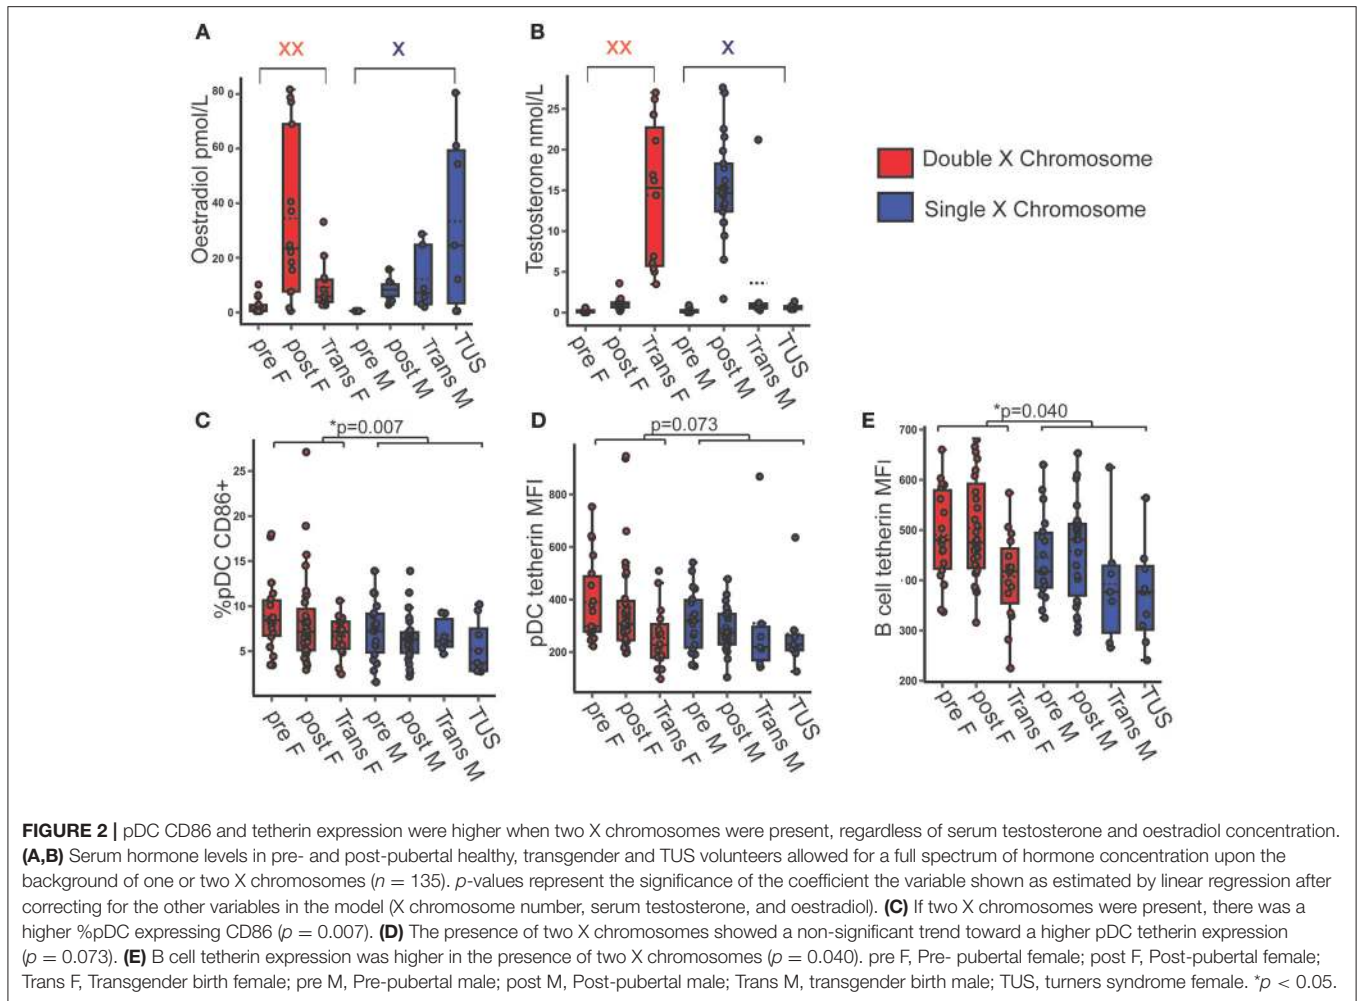 A
XX
X
Oestradiol pmol/L
80 0
60 0
40 0
20 0
0
pre F
post F
Trans F
pre M
post M
Trans M
TUS
B
XX
X
Testosterone nmol/L
25
20
15
10
5
0
pre F
post F
Trans F
pre M
post M
Trans M
TUS
Double X Chromosome
Single X Chromosome
C
*p=0.007
%pDC CD86+
25
20
15
10
5
0
pre F
post F
Trans F
pre M
post M
Trans M
TUS
D
p=0.073
pDC tetherin MFI
800
600
400
200
pre F
post F
Trans F
pre M
post M
Trans M
TUS
E
*p=0.040
B cell tetherin MFI
700
600
500
·00
300
200
pre F
post F
Trans F
pre M
post M
Trans M
TUS
FIGURE 2 | pDC CD86 and tetherin expression were higher when two X chromosomes were present, regardless of serum testosterone and oestradiol concentration.
(A,B) Serum hormone levels in pre- and post-pubertal healthy, transgender and TUS volunteers allowed for a full spectrum of hormone concentration upon the
background of one or two X chromosomes (n = 135). p-values represent the significance of the coefficient the variable shown as estimated by linear regression after
correcting for the other variables in the model (X chromosome number, serum testosterone, and oestradiol). (C) If two X chromosomes were present, there was a
higher %pDC expressing CD86 (p = 0.007). (D) The presence of two X chromosomes showed a non-significant trend toward a higher pDC tetherin expression
(p = 0.073). (E) B cell tetherin expression was higher in the presence of two X chromosomes (p = 0.040). pre F, Pre- pubertal female; post F, Post-pubertal female;
Trans F, Transgender birth female; pre M, Pre-pubertal male; post M, Post-pubertal male; Trans M, transgender birth male; TUS, turners syndrome female. *p < 0.05.